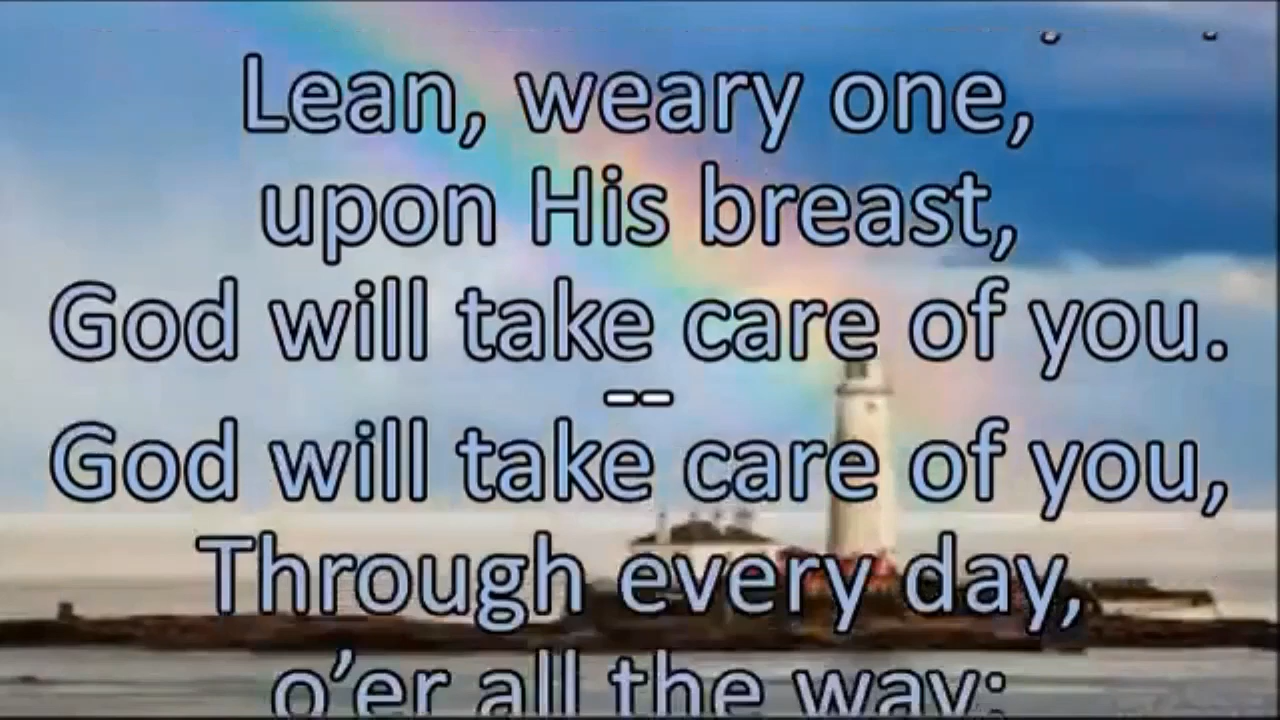 Lean, weary one,
upon His breast,
God will take care of you.
--
God will take care of you,
Through every day,
o’er all the way;